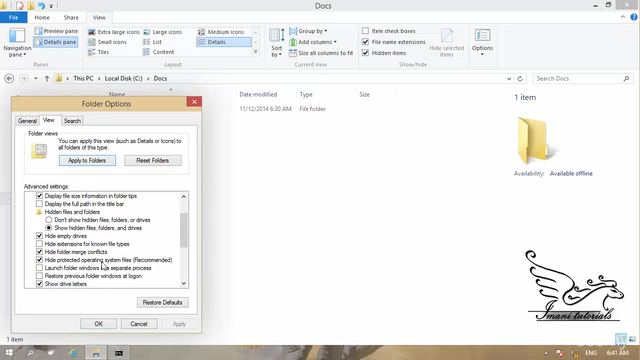 Docs
File Home Share View
Navigation pane
Preview pane
Details pane
Extra large icons Large icons Medium icons
Small icons List Details
Tiles Content
Panes
Layout
Sort by
Group by
Add columns
Size all columns to fit
Current view
Item check boxes
File name extensions
Hidden items
Hide selected items
Show/hide
Options
This PC Local Disk (C:) Docs
Search Docs
Date modified Type Size
11/12/2014 6:30 AM File folder
1 item
Availability: Available offline
Folder Options
General View Search
Folder views
You can apply this view (such as Details or Icons) to
all folders of this type.
Apply to Folders Reset Folders
Advanced settings:
Display file size information in folder tips
Display the full path in the title bar
Hidden files and folders
Don't show hidden files, folders, or drives
Show hidden files, folders, and drives
Hide empty drives
Hide extensions for known file types
Hide folder merge conflicts
Hide protected operating system files (Recommended)
Launch folder windows in a separate process
Restore previous folder windows at logon
Show drive letters
Restore Defaults
OK Cancel Apply
1 item
Imani tutorials
6:41 AM